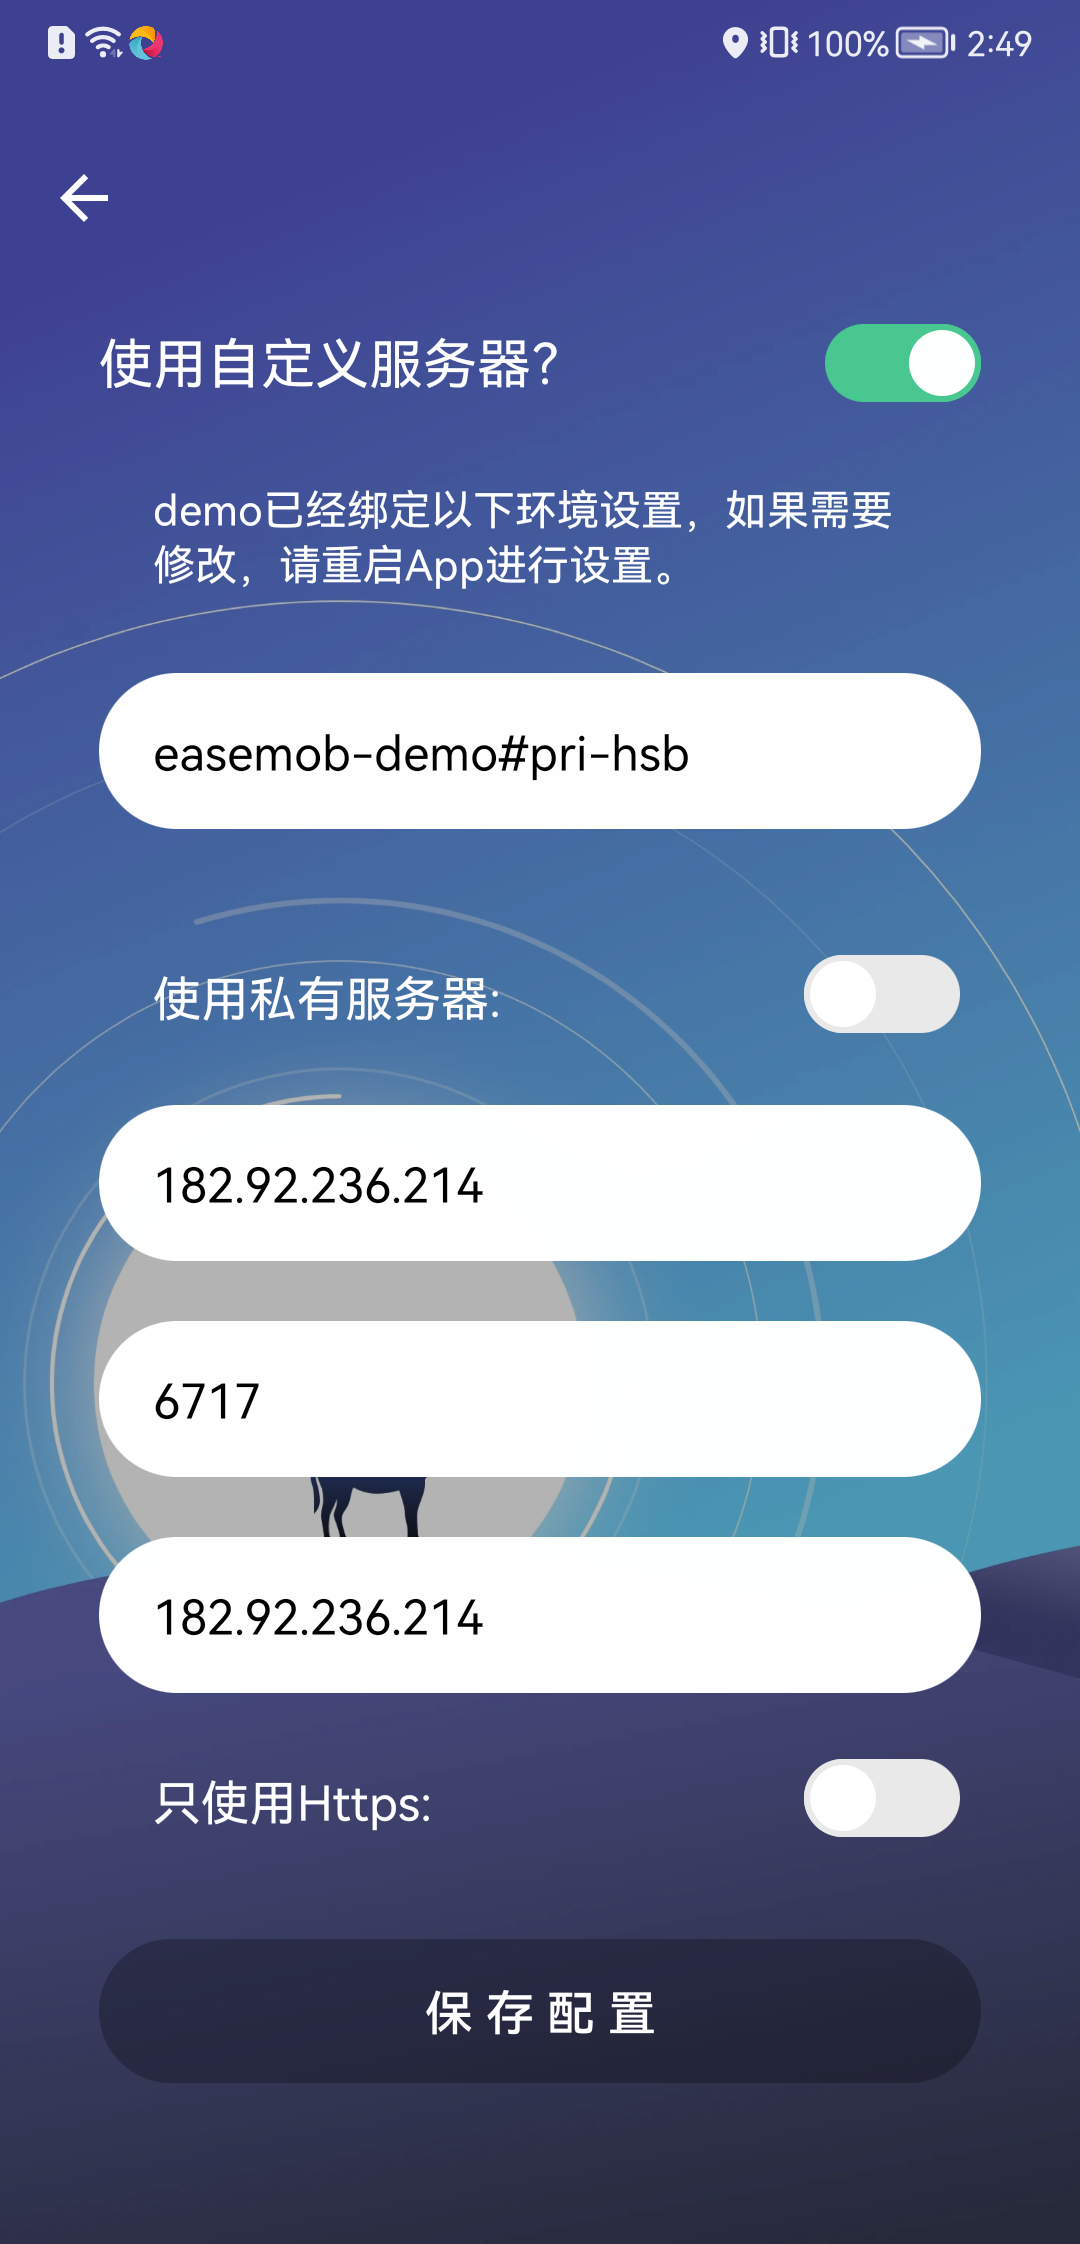 100% 2:49
使用自定义服务器?
demo已经绑定以下环境设置，如果需要
修改，请重启App进行设置。
easemob-demo#pri-hsb
使用私有服务器:
182.92.236.214
6717
182.92.236.214
只使用Https:
保存配置